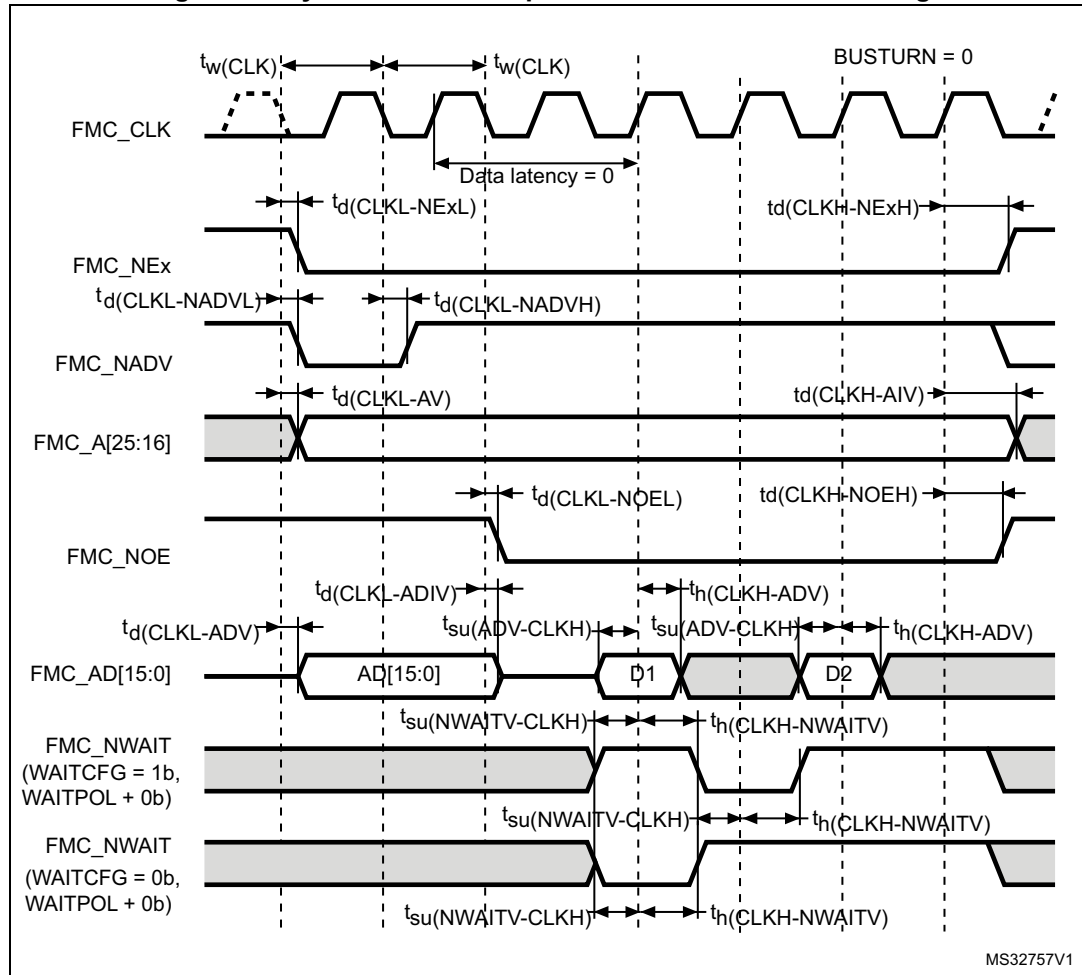 tw(CLK) tw(CLK) BUSTURN = 0
FMC_CLK
Data latency = 0
td(CLKL-NExL) td(CLKH-NExH)
FMC_NEx
td(CLKL-NADVL) td(CLKL-NADVH)
FMC_NADV
td(CLKL-AV) td(CLKH-AIV)
FMC_A[25:16]
td(CLKL-NOEL) td(CLKH-NOEH)
FMC_NOE
td(CLKL-ADIV) th(CLKH-ADV)
td(CLKL-ADV) tsu(ADV-CLKH) tsu(ADV-CLKH) th(CLKH-ADV)
FMC_AD[15:0] AD[15:0] D1 D2
tsu(NWAITV-CLKH) th(CLKH-NWAITV)
FMC_NWAIT
(WAITCFG = 1b,
WAITPOL + 0b)
tsu(NWAITV-CLKH) th(CLKH-NWAITV)
FMC_NWAIT
(WAITCFG = 0b,
WAITPOL + 0b)
tsu(NWAITV-CLKH) th(CLKH-NWAITV)
MS32757V1